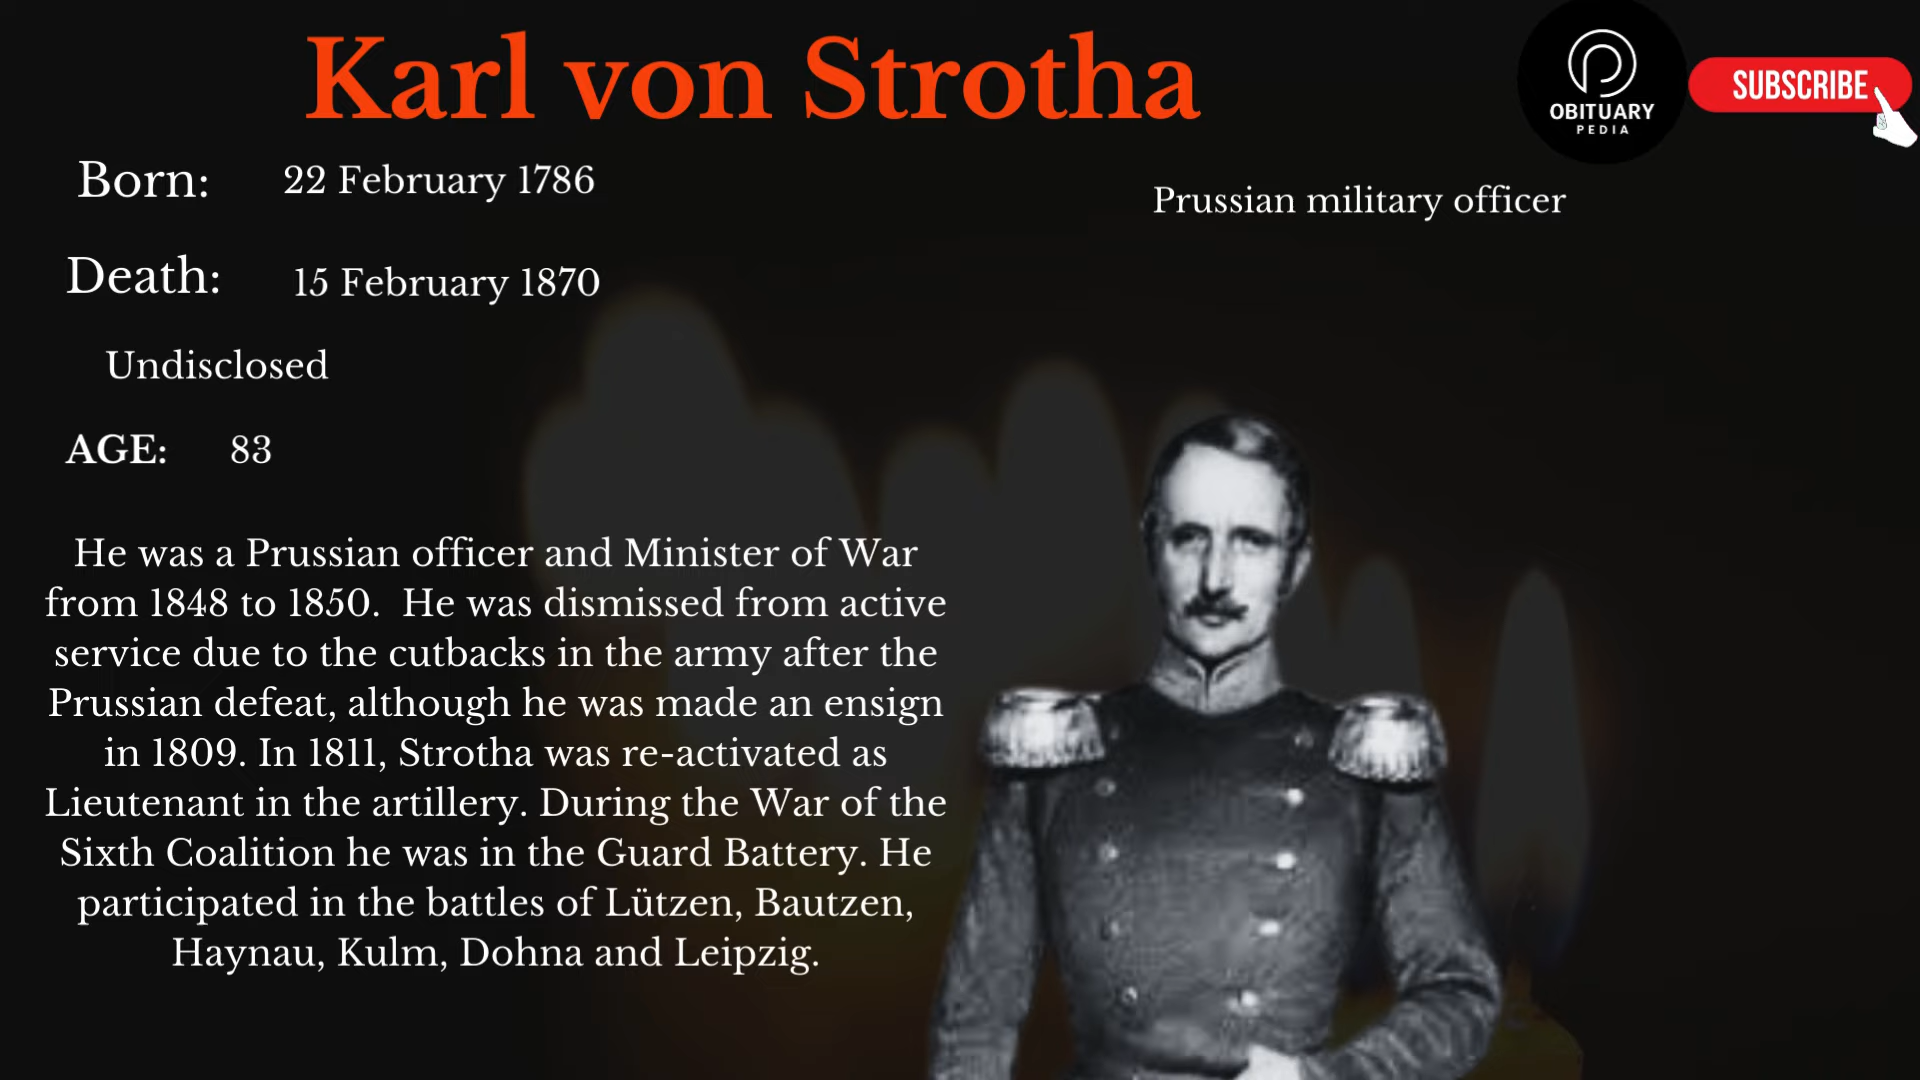 Karl von Strotha
OBITUARY
PEDIA
SUBSCRIBE
Born: 22 February 1786
Prussian military officer
Death: 15 February 1870
Undisclosed
AGE: 83
He was a Prussian officer and Minister of War
from 1848 to 1850.  He was dismissed from active
service due to the cutbacks in the army after the
Prussian defeat, although he was made an ensign
in 1809. In 1811, Strotha was re-activated as
Lieutenant in the artillery. During the War of the
Sixth Coalition he was in the Guard Battery. He
participated in the battles of Lützen, Bautzen,
Haynau, Kulm, Dohna and Leipzig.